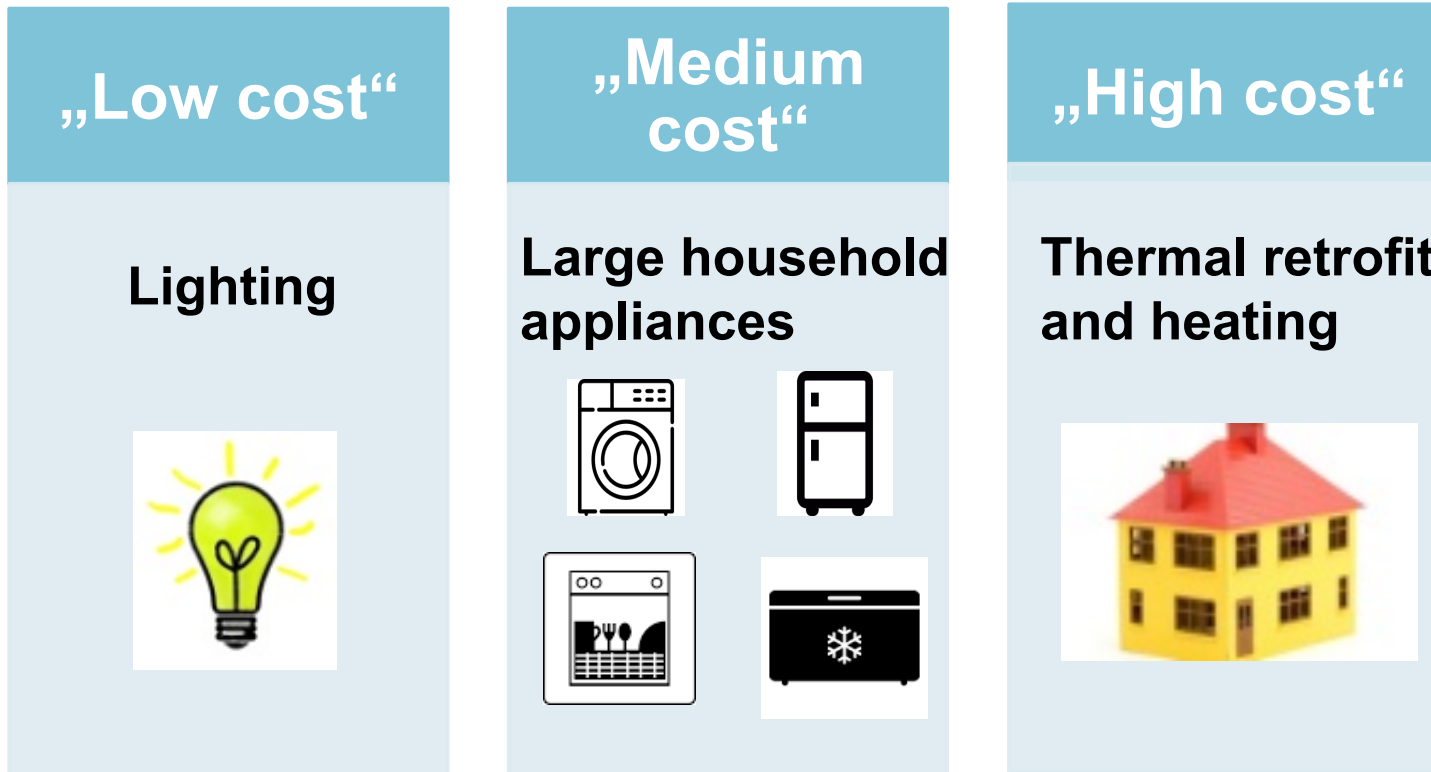 „Low cost“
Lighting
„Medium
cost“
Large household
appliances
„High cost“
Thermal retrofit
and heating